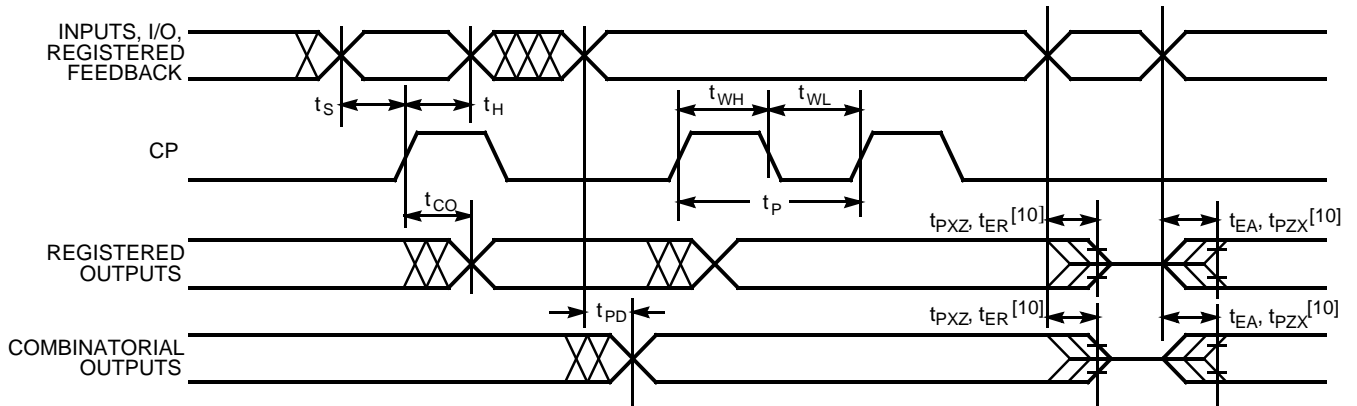 INPUTS, I/O,
REGISTERED
FEEDBACK
tS
tH
tWH
tWL
CP
tCO
tP
tPXZ, tER[10]
tEA, tPZX[10]
REGISTERED
OUTPUTS
tPD
tPXZ, tER[10]
tEA, tPZX[10]
COMBINATORIAL
OUTPUTS